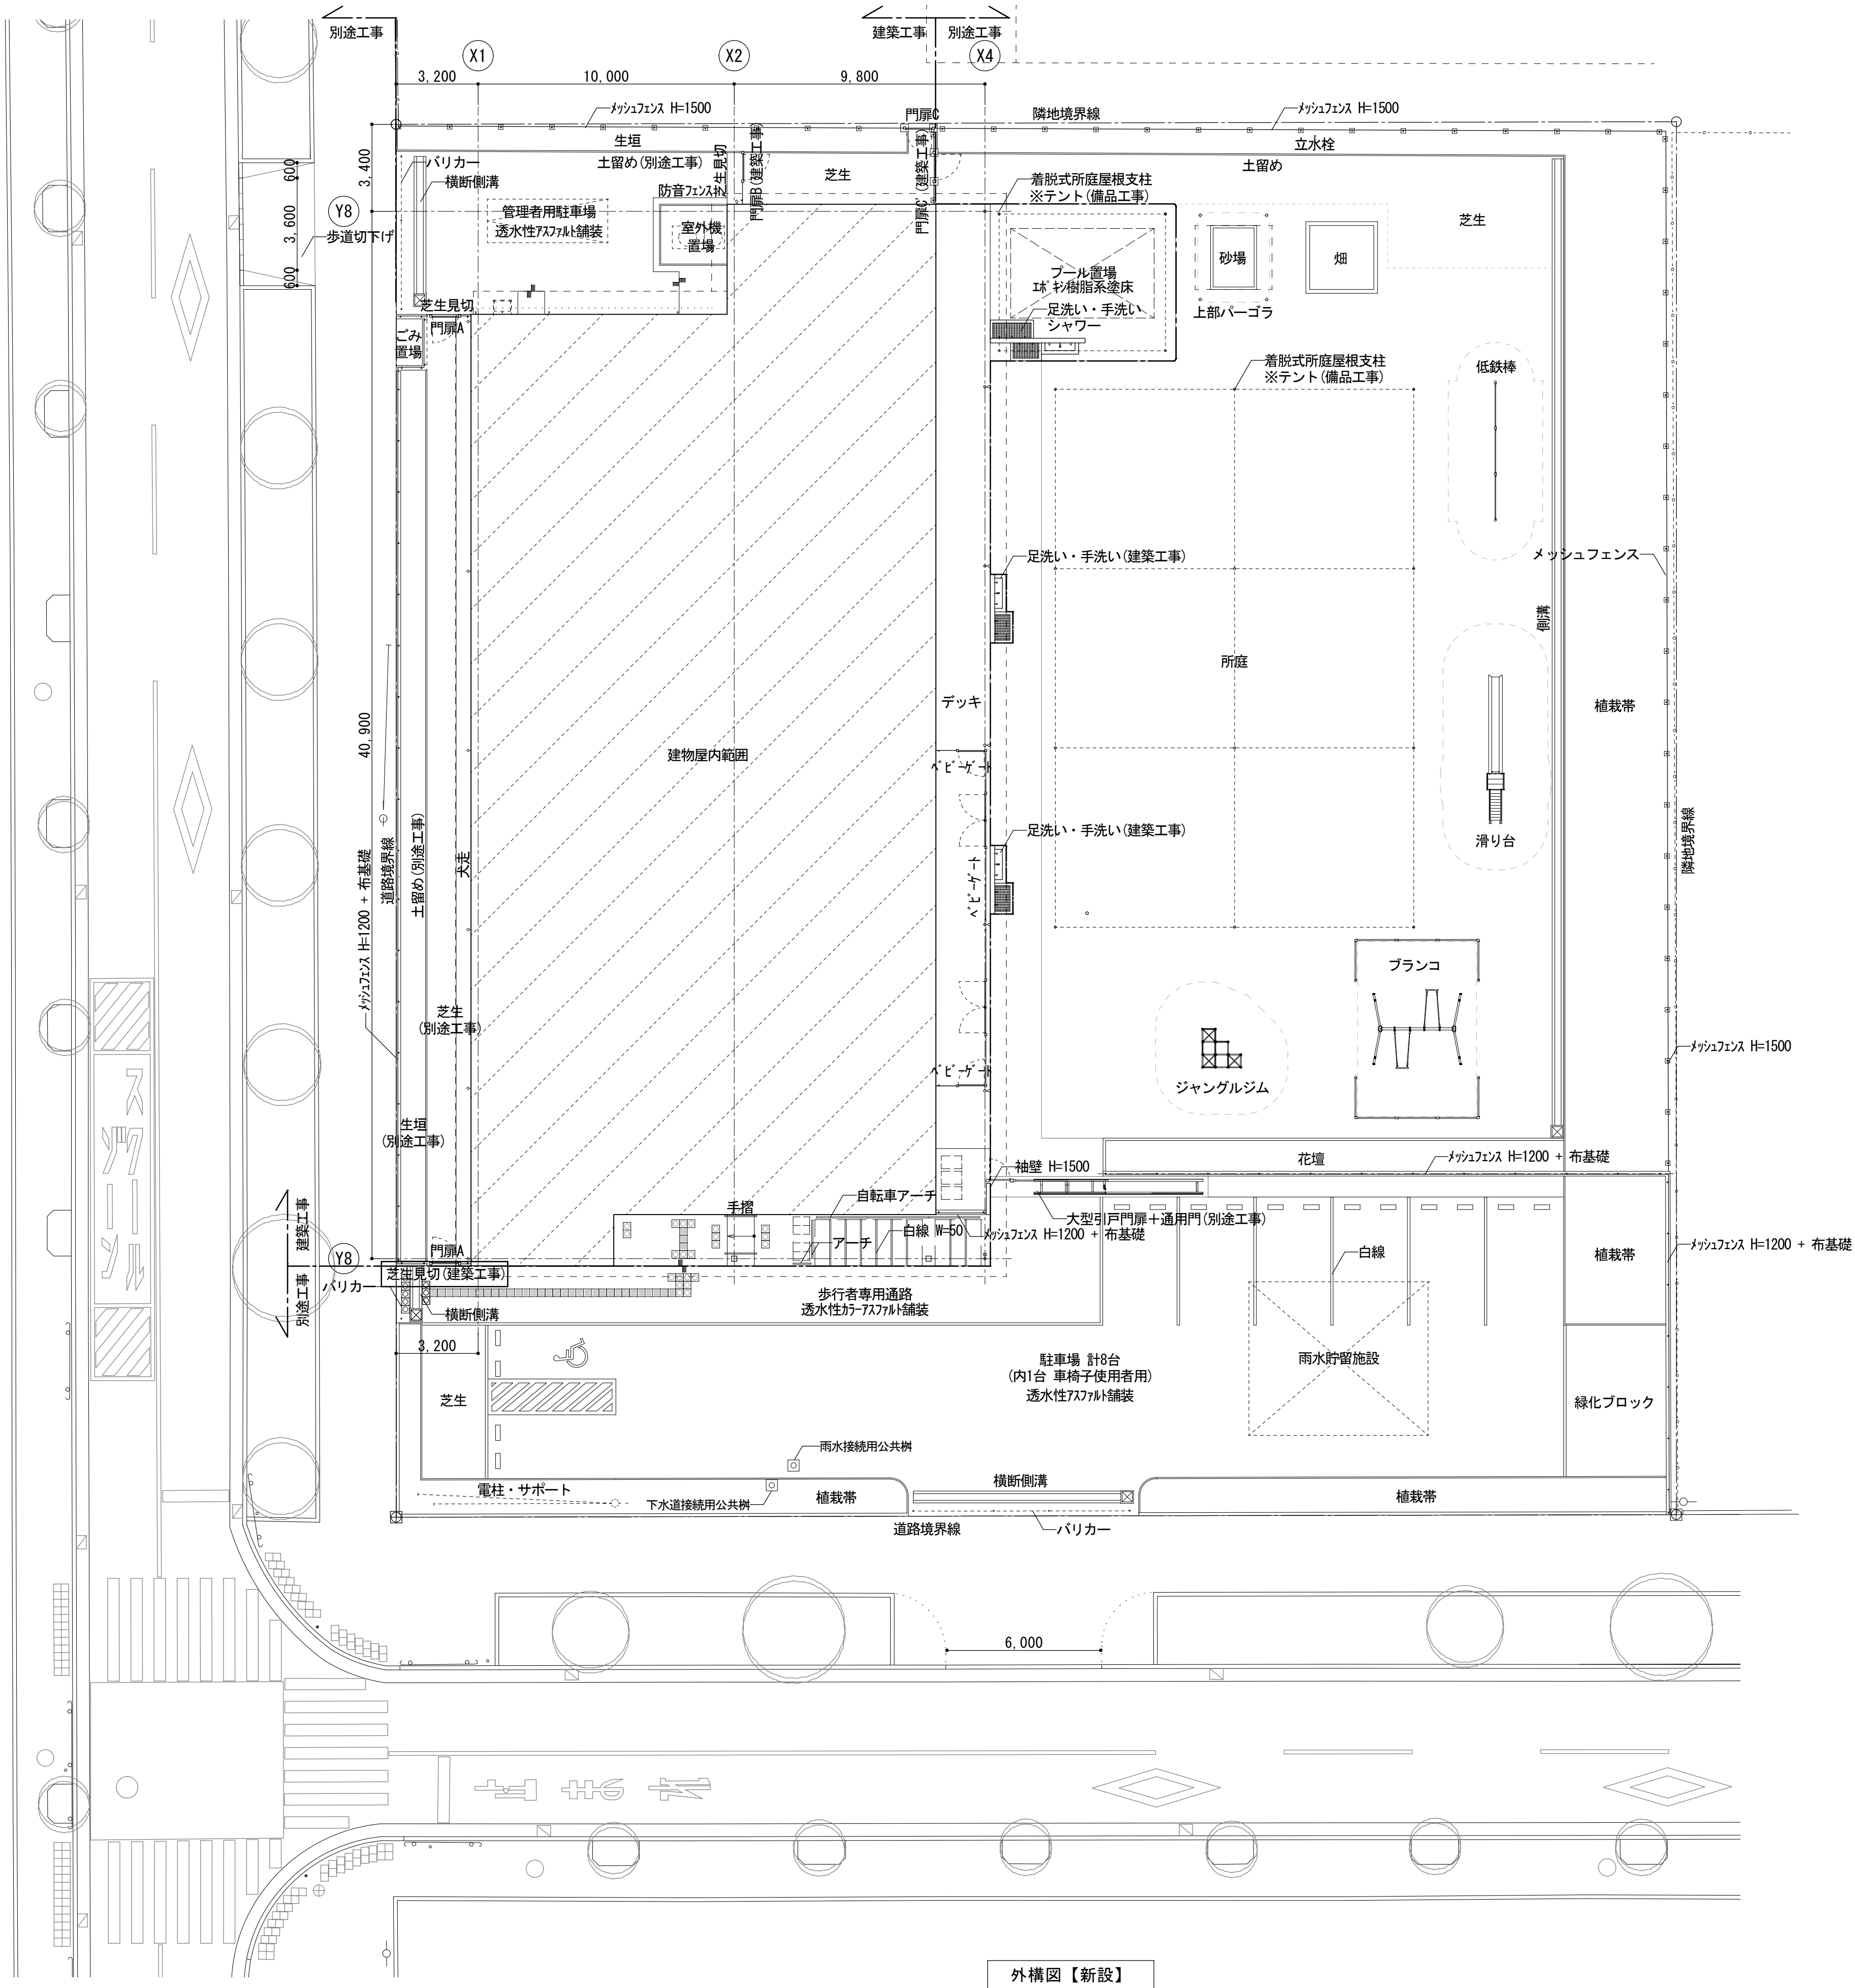 別途工事
建築工事
別途工事
X1
X2
X4
3,200
10,000
9,800
メッシュフェンス H=1500
門扉C
隣地境界線
メッシュフェンス H=1500
生垣
立水栓
土留め(別途工事)
土留め
バリカー
芝生見切
門扉B(建築工事)
芝生
門扉C (建築工事)
3,400
600
3,600
600
横断側溝
防音フェンス
着脱式所庭屋根支柱
※テント(備品工事)
芝生
Y8
管理者用駐車場
透水性アスファルト舗装
室外機
置場
歩道切下げ
砂場
畑
プール置場
エポキシ樹脂系塗床
足洗い・手洗い
シャワー
上部パーゴラ
芝生見切
門扉A
ごみ
置場
着脱式所庭屋根支柱
※テント(備品工事)
低鉄棒
足洗い・手洗い(建築工事)
メッシュフェンス
側溝
所庭
デッキ
植栽帯
40,900
建物屋内範囲
ベビーゲート
足洗い・手洗い(建築工事)
滑り台
隣地境界線
メッシュフェンス H=1200 + 布基礎
道路境界線
土留め(別途工事)
犬走
ベビーゲート
ブランコ
芝生
(別途工事)
メッシュフェンス H=1500
ベビーゲート
ジャングルジム
生垣
(別途工事)
袖壁 H=1500
花壇
メッシュフェンス H=1200 + 布基礎
自転車アーチ
手摺
大型引戸門扉+通用門(別途工事)
白線 W=50
メッシュフェンス H=1200 + 布基礎
アーチ
建築工事
別途工事
門扉A
Y8
白線
植栽帯
メッシュフェンス H=1200 + 布基礎
芝生見切(建築工事)
バリカー
横断側溝
歩行者専用通路
透水性カラーアスファルト舗装
3,200
駐車場 計8台
(内1台 車椅子使用者用)
透水性アスファルト舗装
雨水貯留施設
芝生
緑化ブロック
雨水接続用公共桝
電柱・サポート
下水道接続用公共桝
植栽帯
横断側溝
植栽帯
道路境界線
バリカー
6,000
止まれ
外構図【新設】